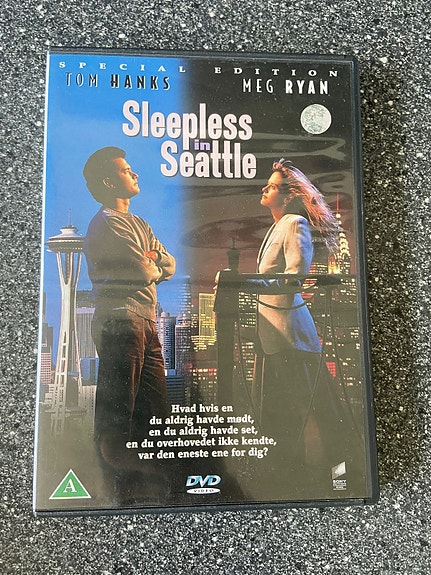 SPECIAL EDITION
TOM HANKS MEG RYAN
Sleepless
in
Seattle
Hvad hvis en
du aldrig havde mødt,
en du aldrig havde set,
en du overhovedet ikke kendte,
var den eneste ene for dig?
A
DVD
VIDEO
SONY